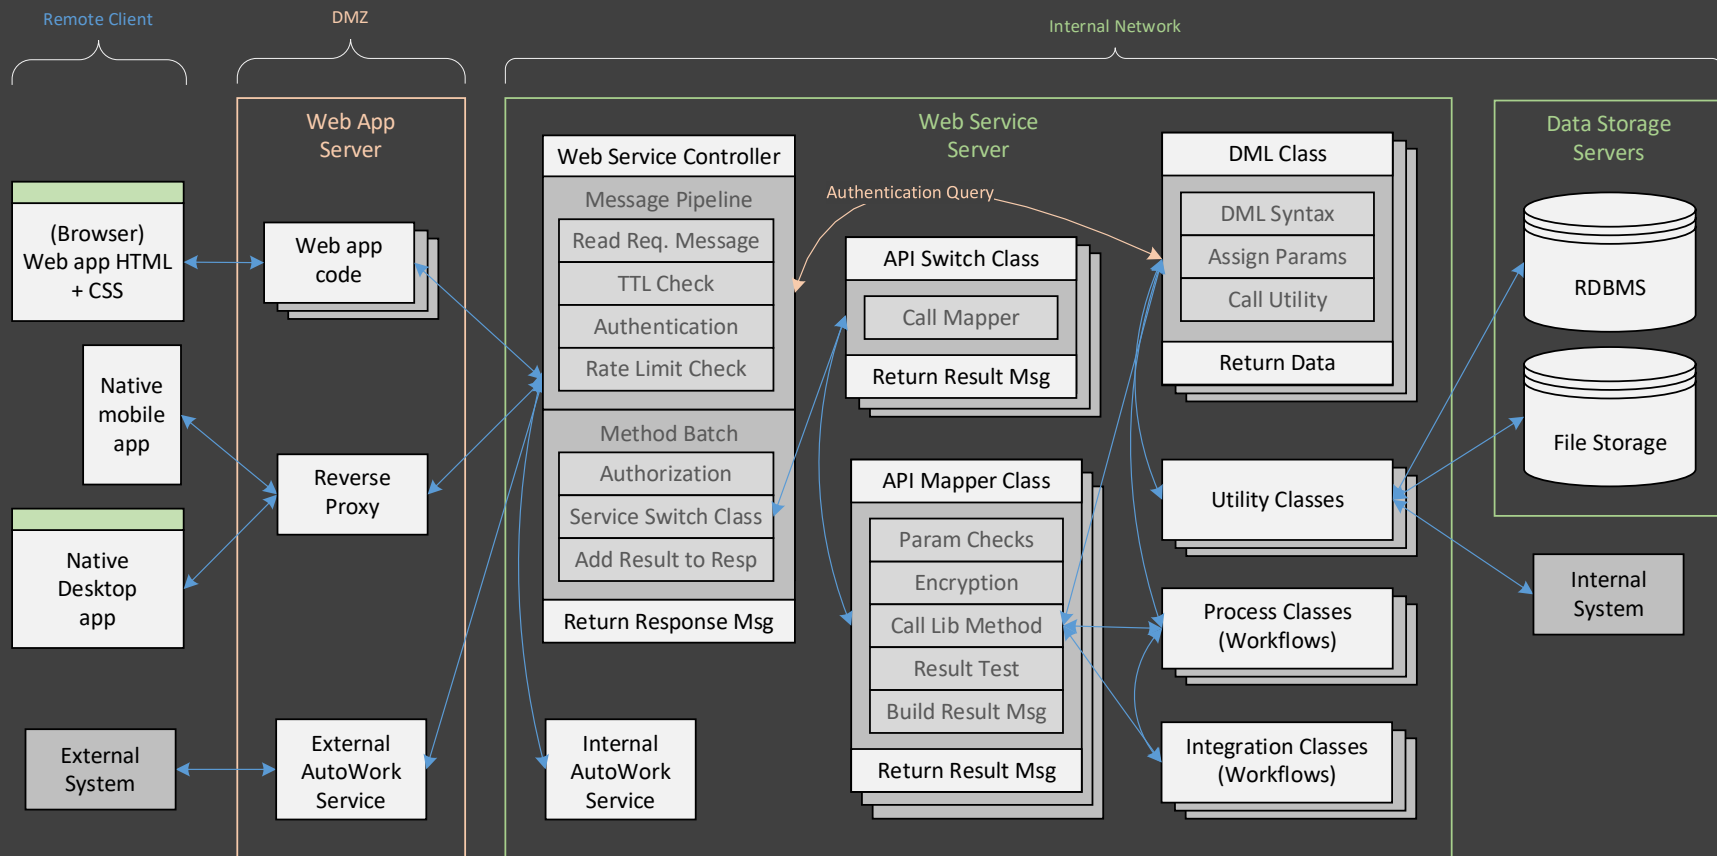 Remote Client
DMZ
Internal Network
Web App
Server
Web Service
Server
Data Storage
Servers
(Browser)
Web app HTML
+ CSS
Native
mobile
app
Native
Desktop
app
External
System
Web app
code
Reverse
Proxy
External
AutoWork
Service
Web Service Controller
Message Pipeline
Read Req. Message
TTL Check
Authentication
Rate Limit Check
Method Batch
Authorization
Service Switch Class
Add Result to Resp
Return Response Msg
Internal
AutoWork
Service
Authentication Query
API Switch Class
Call Mapper
Return Result Msg
API Mapper Class
Param Checks
Encryption
Call Lib Method
Result Test
Build Result Msg
Return Result Msg
DML Class
DML Syntax
Assign Params
Call Utility
Return Data
Utility Classes
Process Classes
(Workflows)
Integration Classes
(Workflows)
RDBMS
File Storage
Internal
System